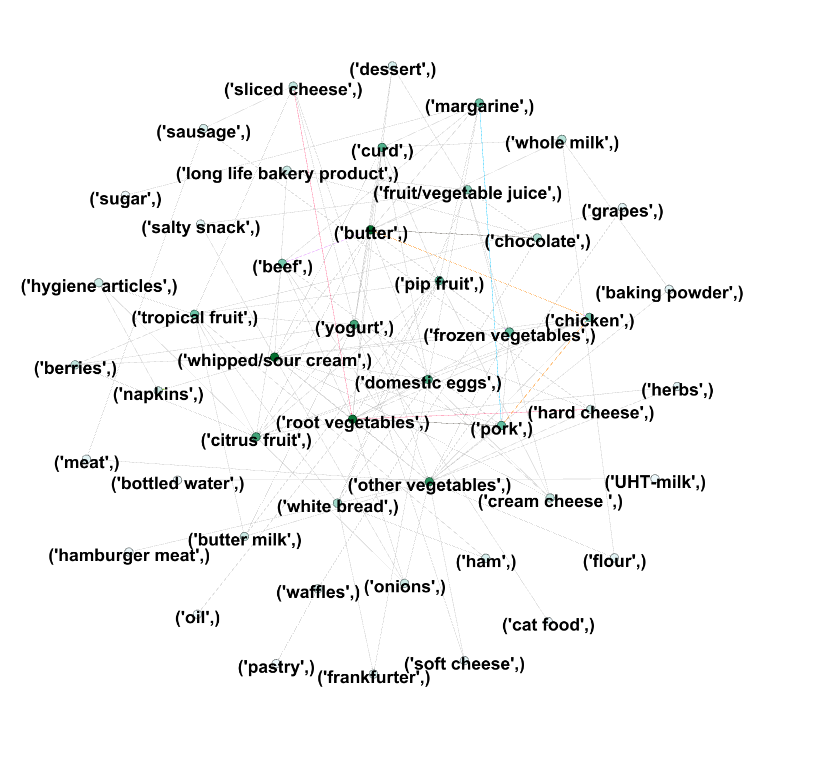 ('dessert',)
('sliced cheese',)
('margarine',)
('sausage',)
('curd',)
('whole milk',)
('long life bakery product',)
('fruit/vegetable juice',)
('sugar',)
('grapes',)
('salty snack',)
('butter',)
('chocolate',)
('beef',)
('pip fruit',)
('hygiene articles',)
('baking powder',)
('tropical fruit',)
('yogurt',)
('chicken',)
('frozen vegetables',)
('whipped/sour cream',)
('berries',)
('domestic eggs',)
('napkins',)
('herbs',)
('hard cheese',)
('root vegetables',)
('pork',)
('citrus fruit',)
('meat',)
('bottled water',)
('other vegetables',)
('UHT-milk',)
('cream cheese ',)
('white bread',)
('butter milk',)
('hamburger meat',)
('ham',)
('flour',)
('onions',)
('waffles',)
('oil',)
('cat food',)
('soft cheese',)
('pastry',)
('frankfurter',)